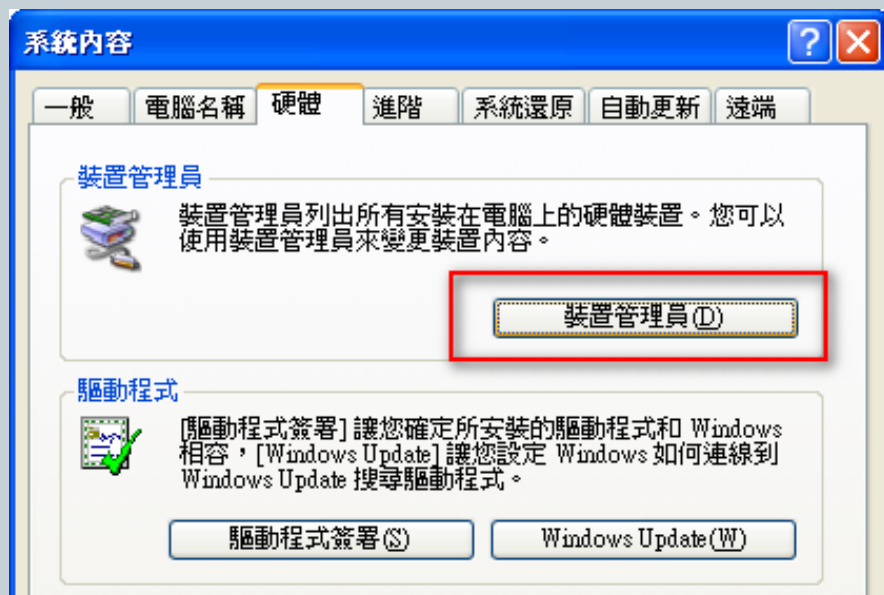 系統內容
一般 電腦名稱 硬體 進階 系統還原 自動更新 遠端
裝置管理員
裝置管理員列出所有安裝在電腦上的硬體裝置。您可以
使用裝置管理員來變更裝置內容。
裝置管理員(D)
驅動程式
[驅動程式簽署] 讓您確定所安裝的驅動程式和 Windows
相容，[Windows Update] 讓您設定 Windows 如何連線到
Windows Update 搜尋驅動程式。
驅動程式簽署(S) Windows Update(W)